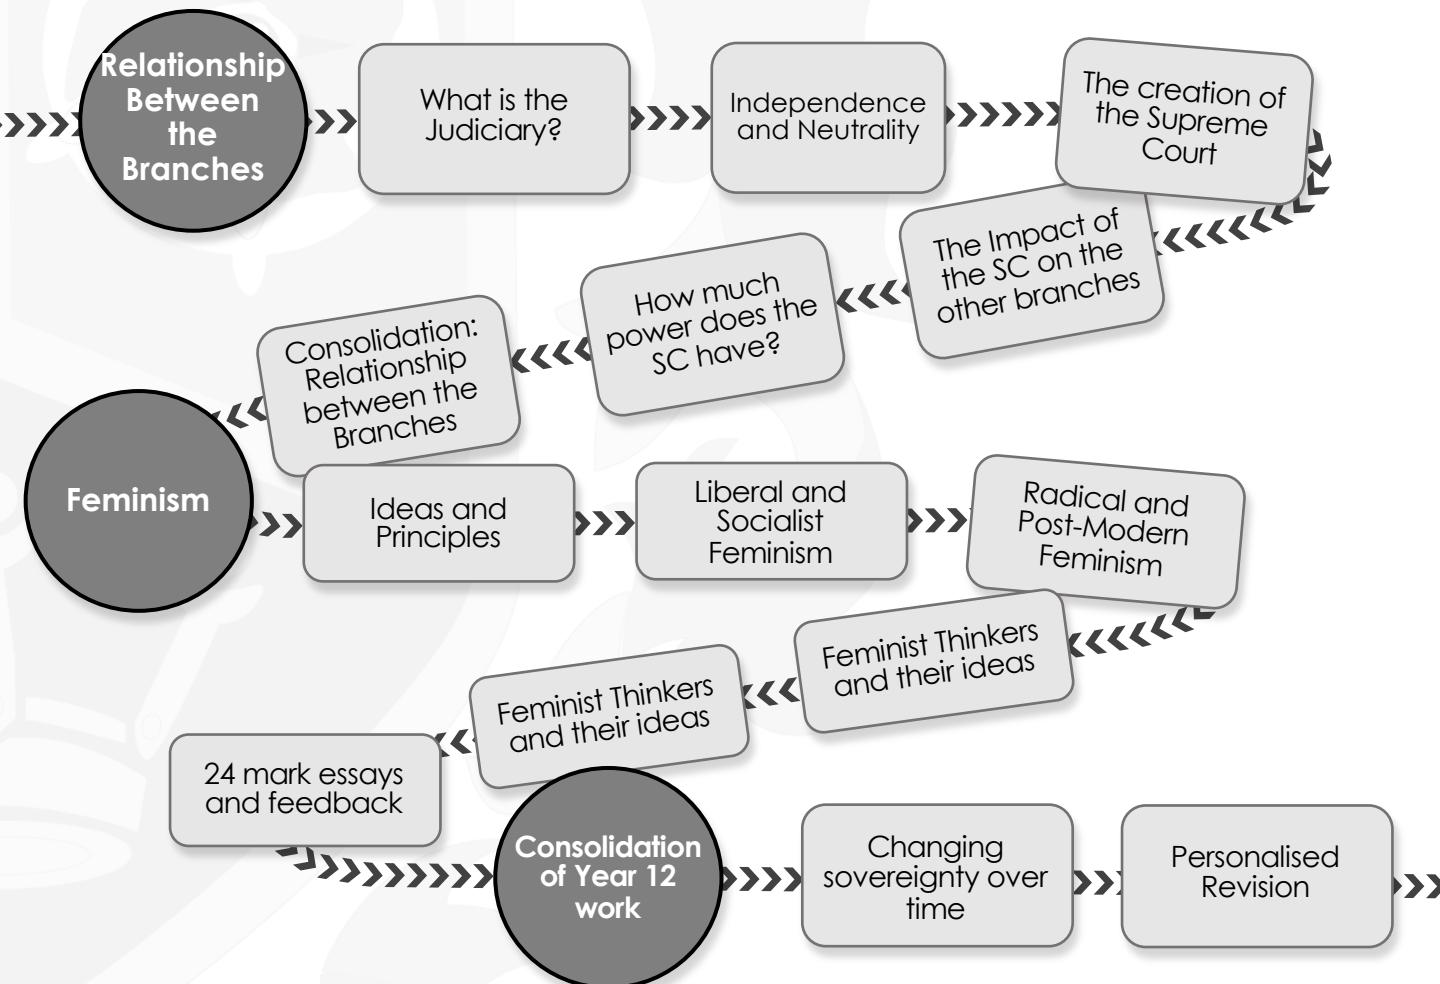 Relationship
Between
the
Branches
What is the
Judiciary?
Independence
and Neutrality
The creation of
the Supreme
Court
The Impact of
the SC on the
other branches
How much
power does the
SC have?
Consolidation:
Relationship
between the
Branches
Feminism
Ideas and
Principles
Liberal and
Socialist
Feminism
Radical and
Post-Modern
Feminism
Feminist Thinkers
and their ideas
Feminist Thinkers
and their ideas
24 mark essays
and feedback
Consolidation
of Year 12
work
Changing
sovereignty over
time
Personalised
Revision